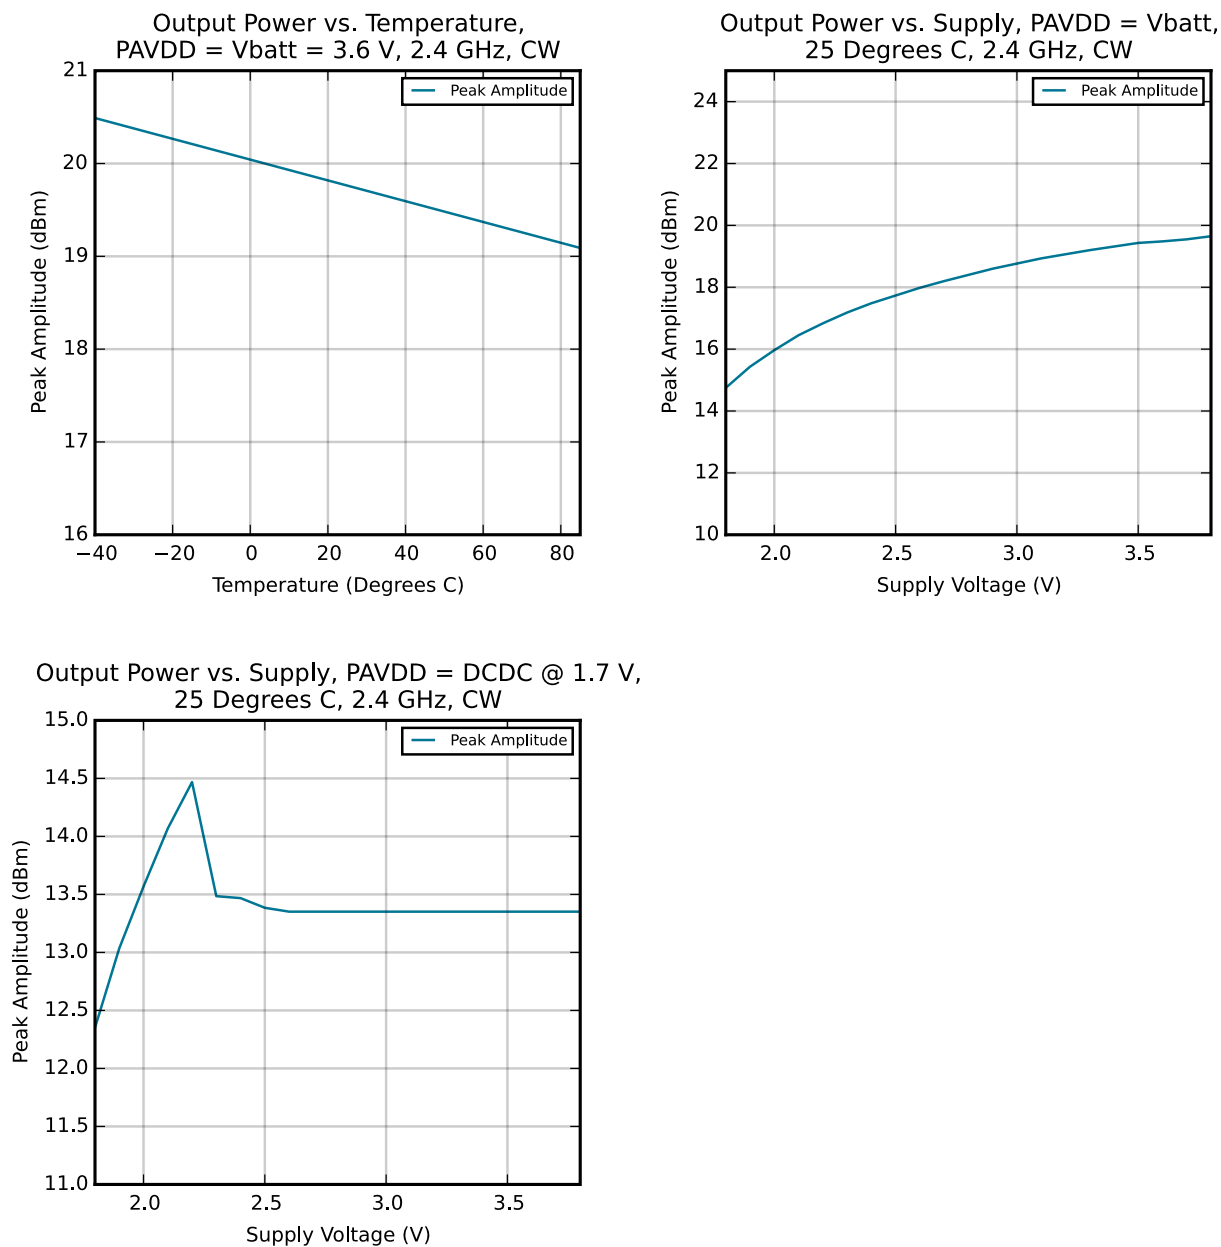 Output Power vs. Temperature,
PAVDD = Vbatt = 3.6 V, 2.4 GHz, CW
21
20
19
18
17
16
Peak Amplitude (dBm)
Peak Amplitude
−40
−20
0
20
40
60
80
Temperature (Degrees C)
Output Power vs. Supply, PAVDD = Vbatt,
25 Degrees C, 2.4 GHz, CW
24
22
20
18
16
14
12
10
Peak Amplitude (dBm)
Peak Amplitude
2.0
2.5
3.0
3.5
Supply Voltage (V)
Output Power vs. Supply, PAVDD = DCDC @ 1.7 V,
25 Degrees C, 2.4 GHz, CW
15.0
14.5
14.0
13.5
13.0
12.5
12.0
11.5
11.0
Peak Amplitude (dBm)
Peak Amplitude
2.0
2.5
3.0
3.5
Supply Voltage (V)